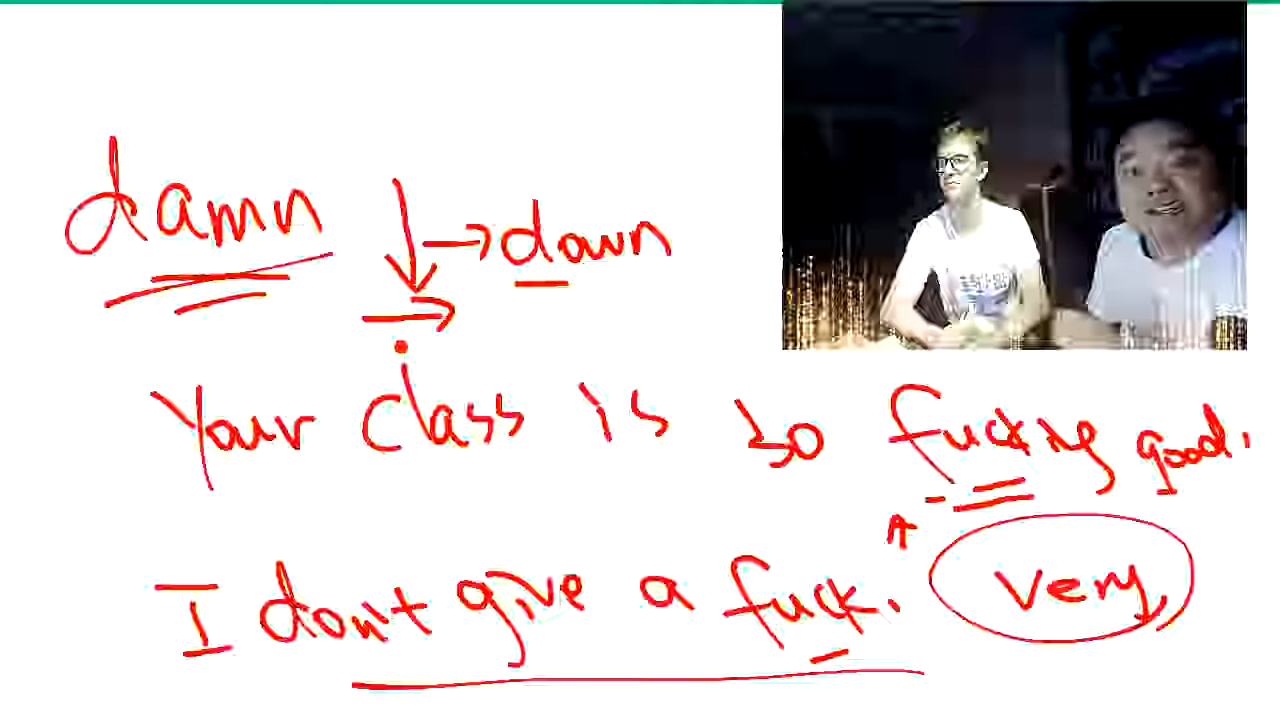 damn → down
Your class is so fucking good.
I don't give a fuck. very